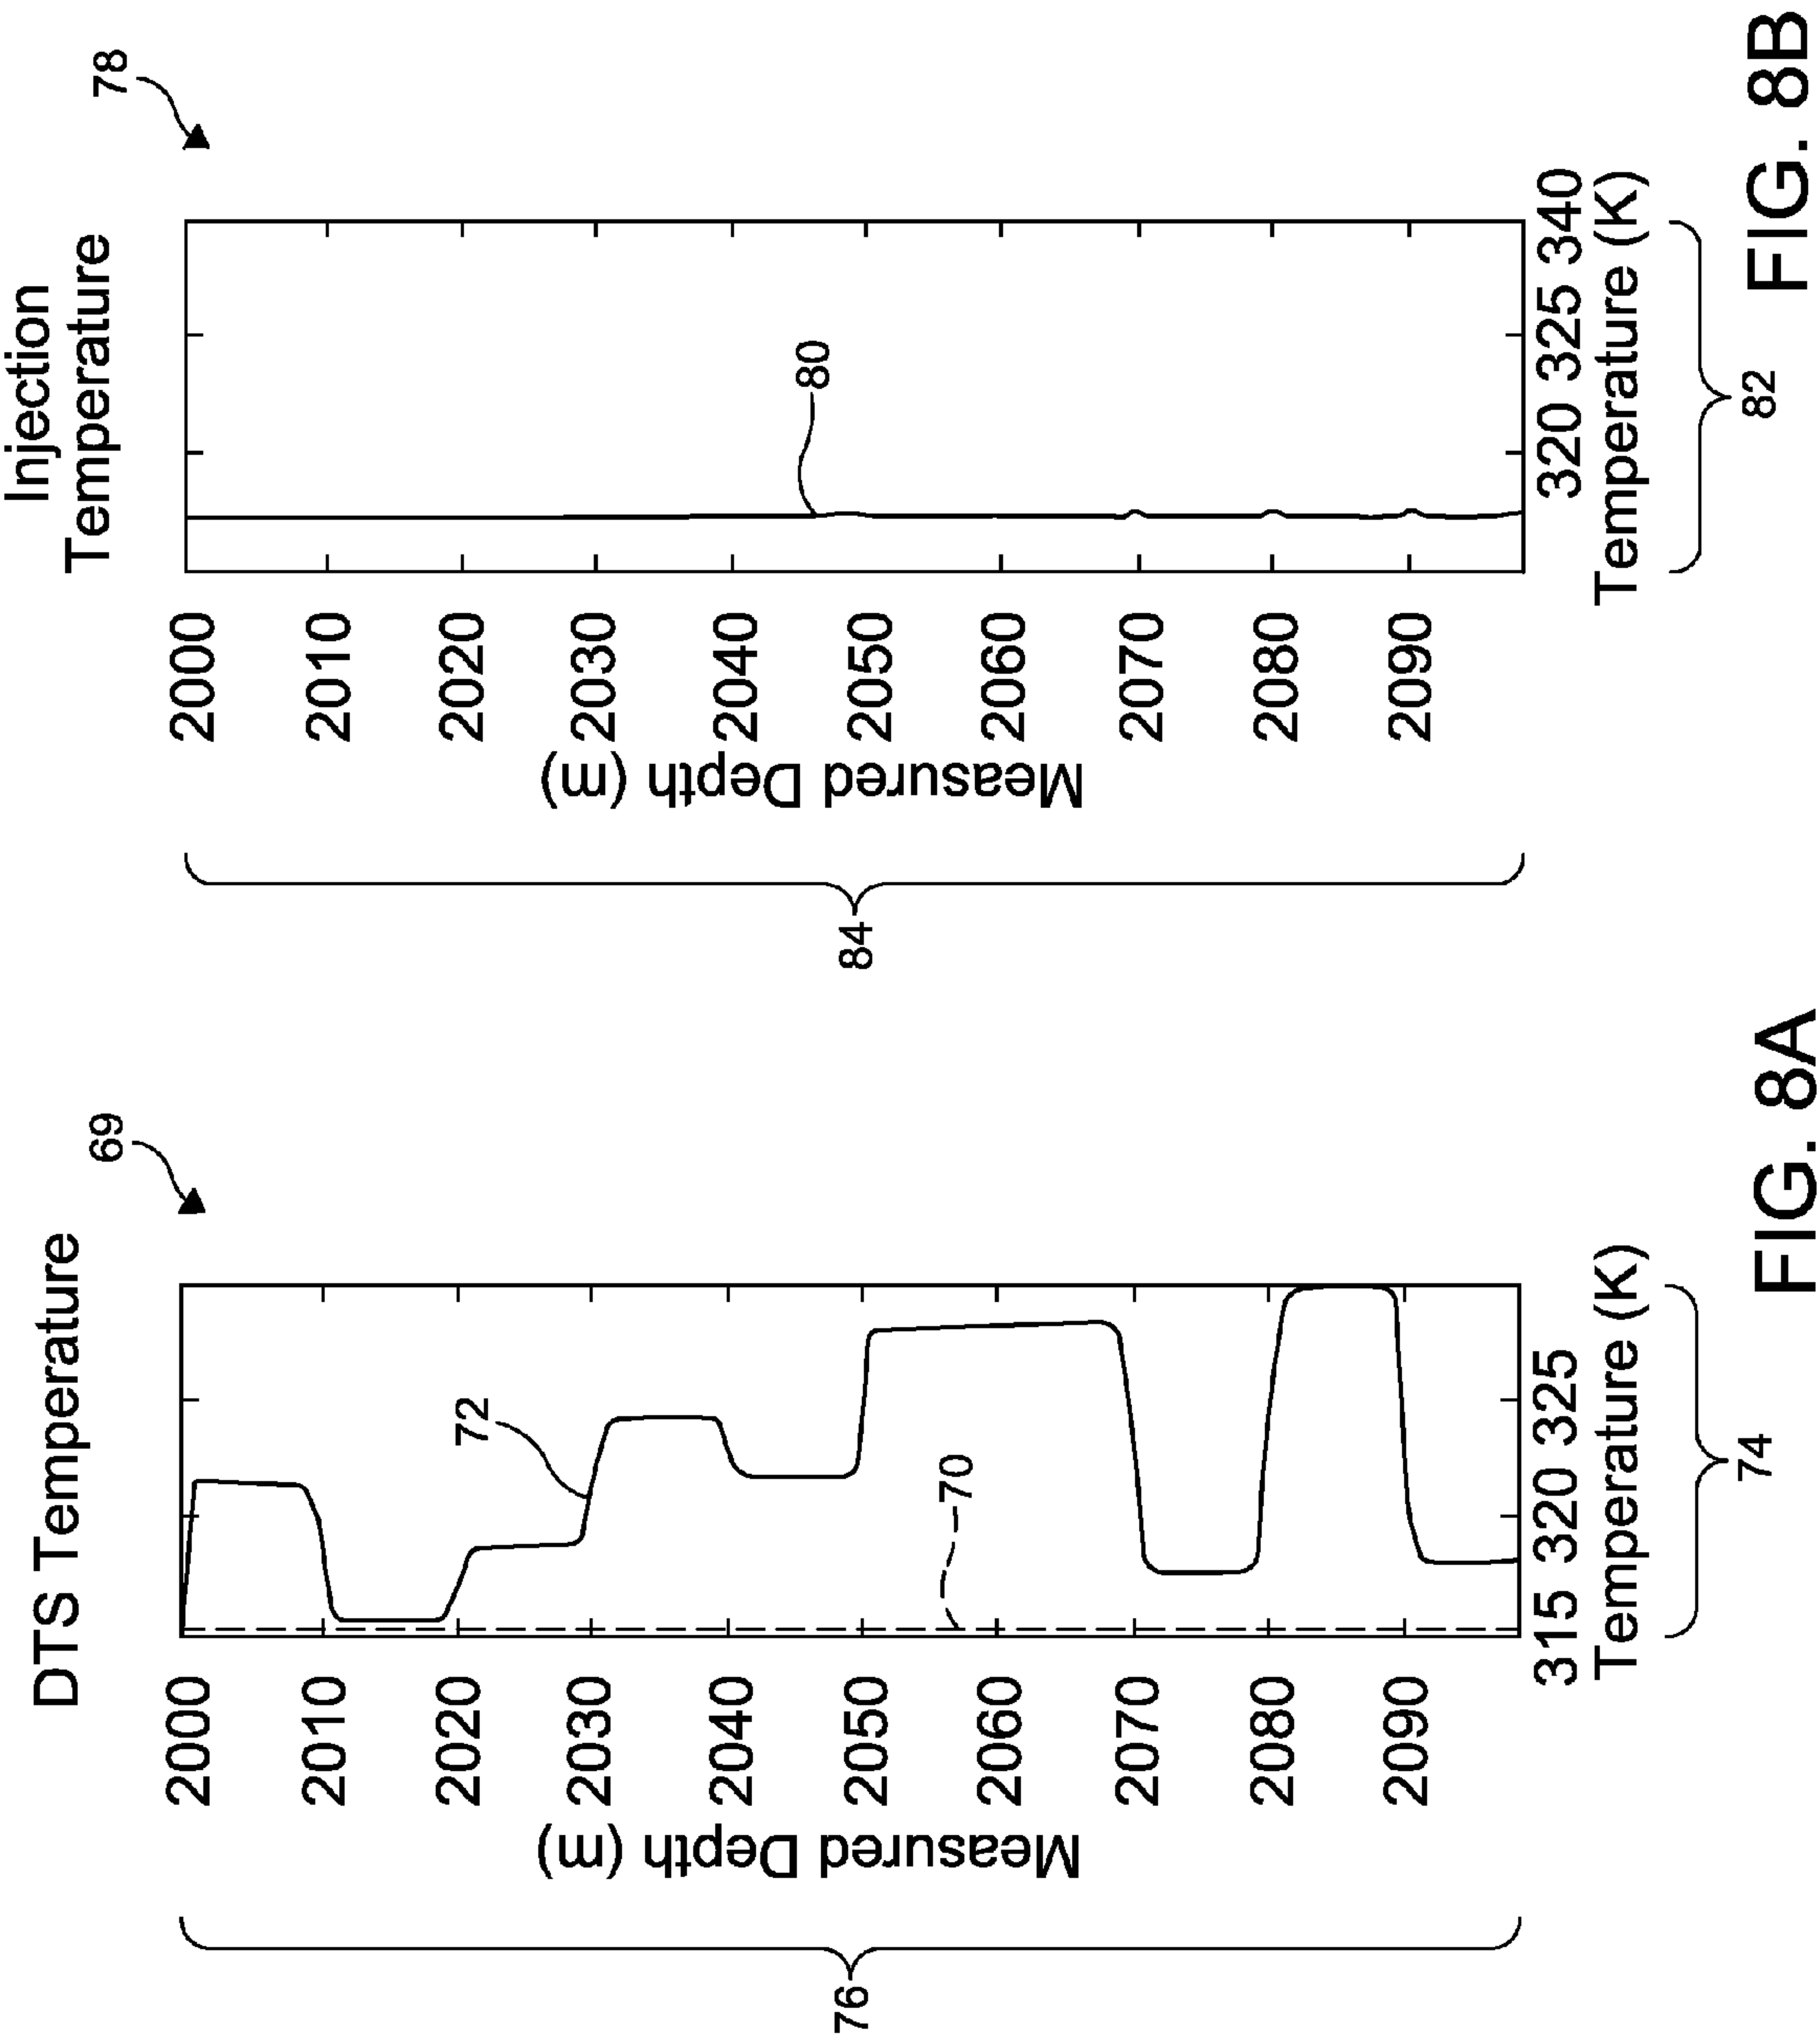 DTS Temperature
69
2000
2010
2020
2030
2040
2050
2060
2070
2080
2090
Measured Depth (m)
76
72
70
315 320 325
Temperature (K)
74
FIG. 8A
Injection
Temperature
78
2000
2010
2020
2030
2040
2050
2060
2070
2080
2090
Measured Depth (m)
84
80
320 325 340
Temperature (K)
82
FIG. 8B